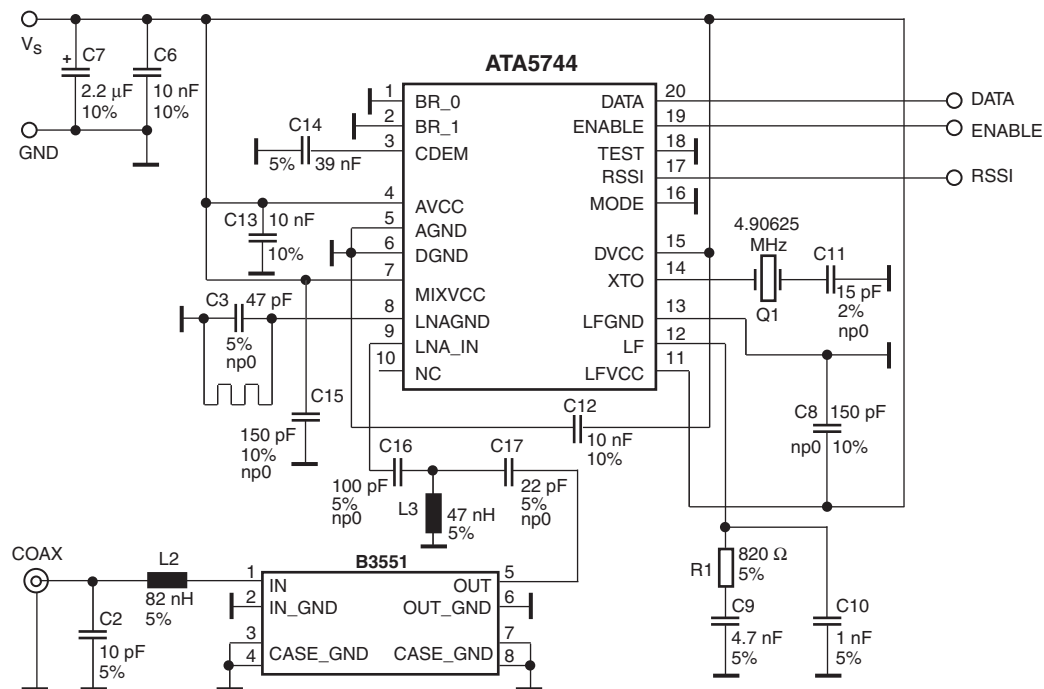 VS
GND
+
C7
2.2 μF
10%
C6
10 nF
10%
ATA5744
1
BR_0
2
BR_1
3
CDEM
4
AVCC
5
AGND
6
DGND
7
MIXVCC
8
LNAGND
9
LNA_IN
10
NC
20
DATA
19
ENABLE
18
TEST
17
RSSI
16
MODE
15
DVCC
14
XTO
13
LFGND
12
LF
11
LFVCC
DATA
ENABLE
RSSI
C14
5%
39 nF
C13
10 nF
10%
C3
47 pF
5%
np0
C15
150 pF
10%
np0
4.90625
MHz
Q1
C11
15 pF
2%
np0
C12
10 nF
10%
C8
150 pF
np0
10%
C16
100 pF
5%
np0
C17
22 pF
5%
np0
L3
47 nH
5%
COAX
L2
82 nH
5%
C2
10 pF
5%
B3551
1
IN
2
IN_GND
3
4
CASE_GND
5
OUT
6
OUT_GND
7
8
CASE_GND
R1
820 Ω
5%
C9
4.7 nF
5%
C10
1 nF
5%